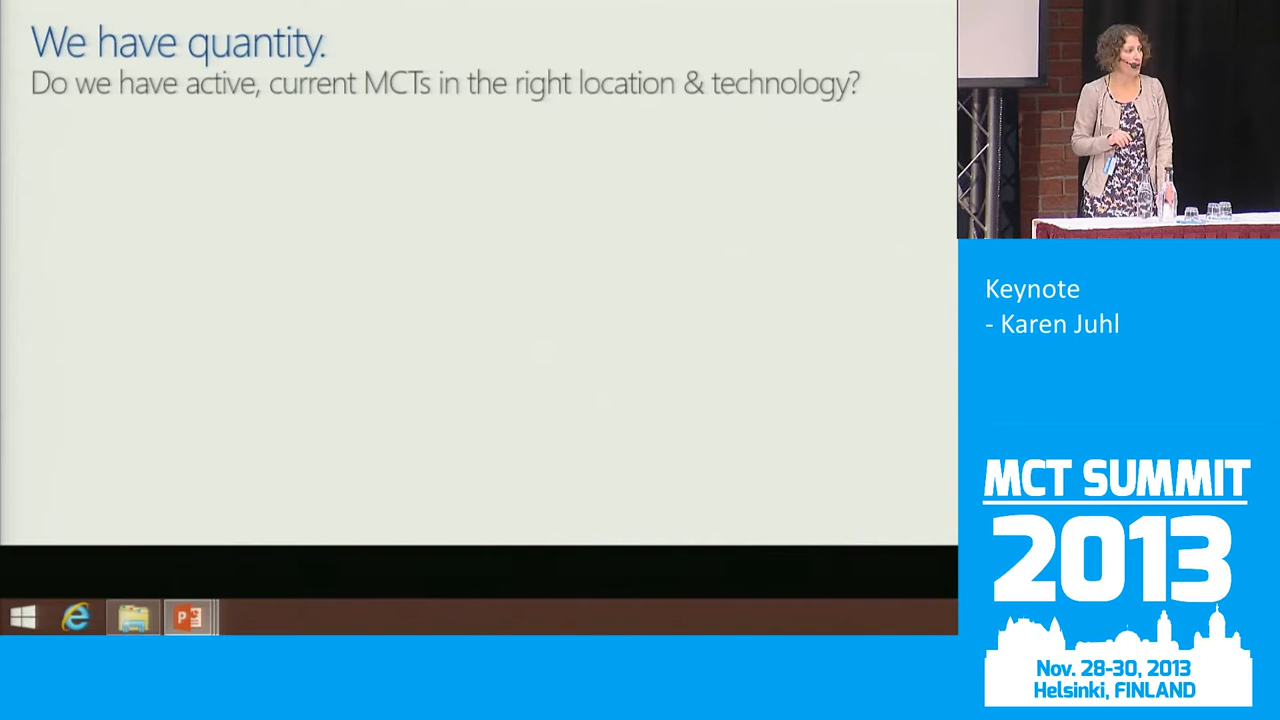 We have quantity.
Do we have active, current MCTs in the right location & technology?
Keynote
- Karen Juhl
MCT SUMMIT
2013
Nov. 28-30, 2013
Helsinki, FINLAND